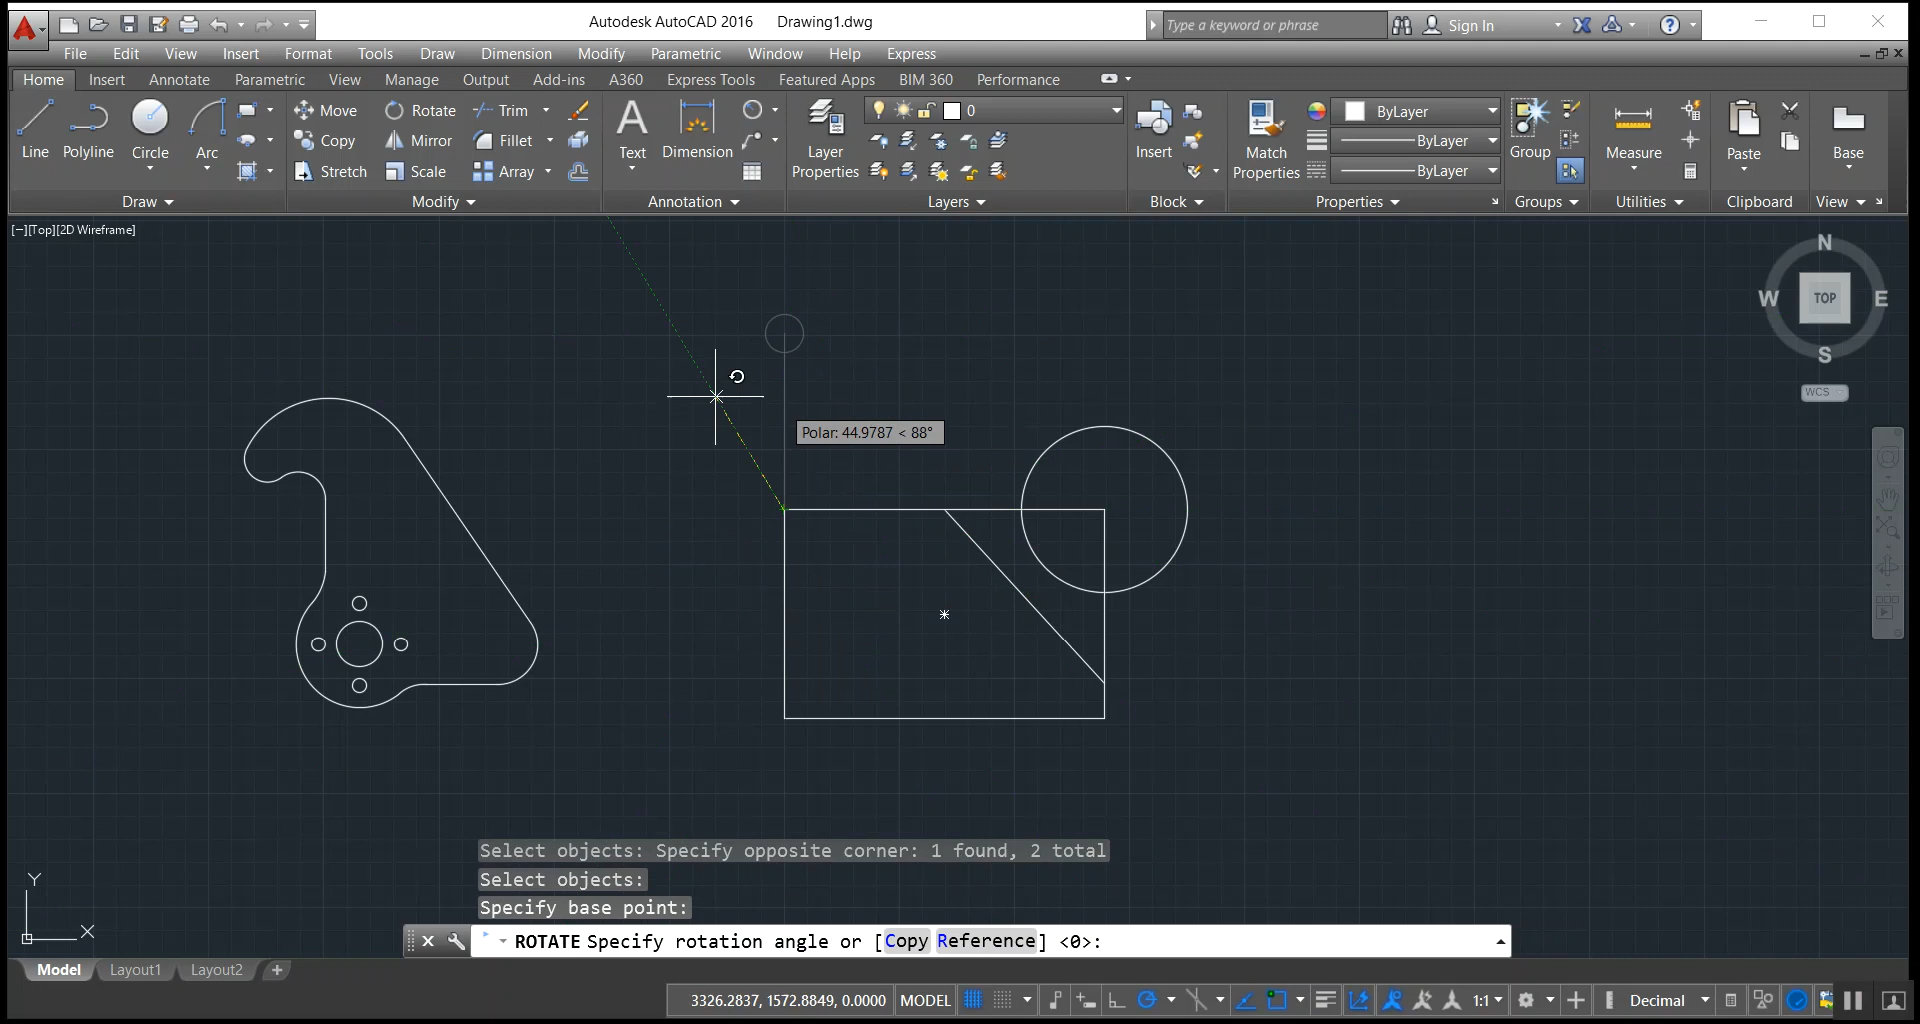 Autodesk AutoCAD 2016 Drawing1.dwg
Type a keyword or phrase
Sign In
File Edit View Insert Format Tools Draw Dimension Modify Parametric Window Help Express
Home Insert Annotate Parametric View Manage Output Add-ins A360 Express Tools Featured Apps BIM 360 Performance
Line Polyline Circle Arc
Move Rotate Trim
Copy Mirror Fillet
Stretch Scale Array
Text Dimension
Layer
Properties
0
Insert
Match
Properties
ByLayer
ByLayer
ByLayer
Group
Measure
Paste
Base
Draw Modify Annotation Layers Block Properties Groups Utilities Clipboard View
[−][Top][2D Wireframe]
N
W TOP E
S
WCS
Polar: 44.9787 < 88°
Y
X
Select objects: Specify opposite corner: 1 found, 2 total
Select objects:
Specify base point:
ROTATE Specify rotation angle or [Copy Reference] <0>:
Model Layout1 Layout2 +
3326.2837, 1572.8849, 0.0000 MODEL 1:1 Decimal